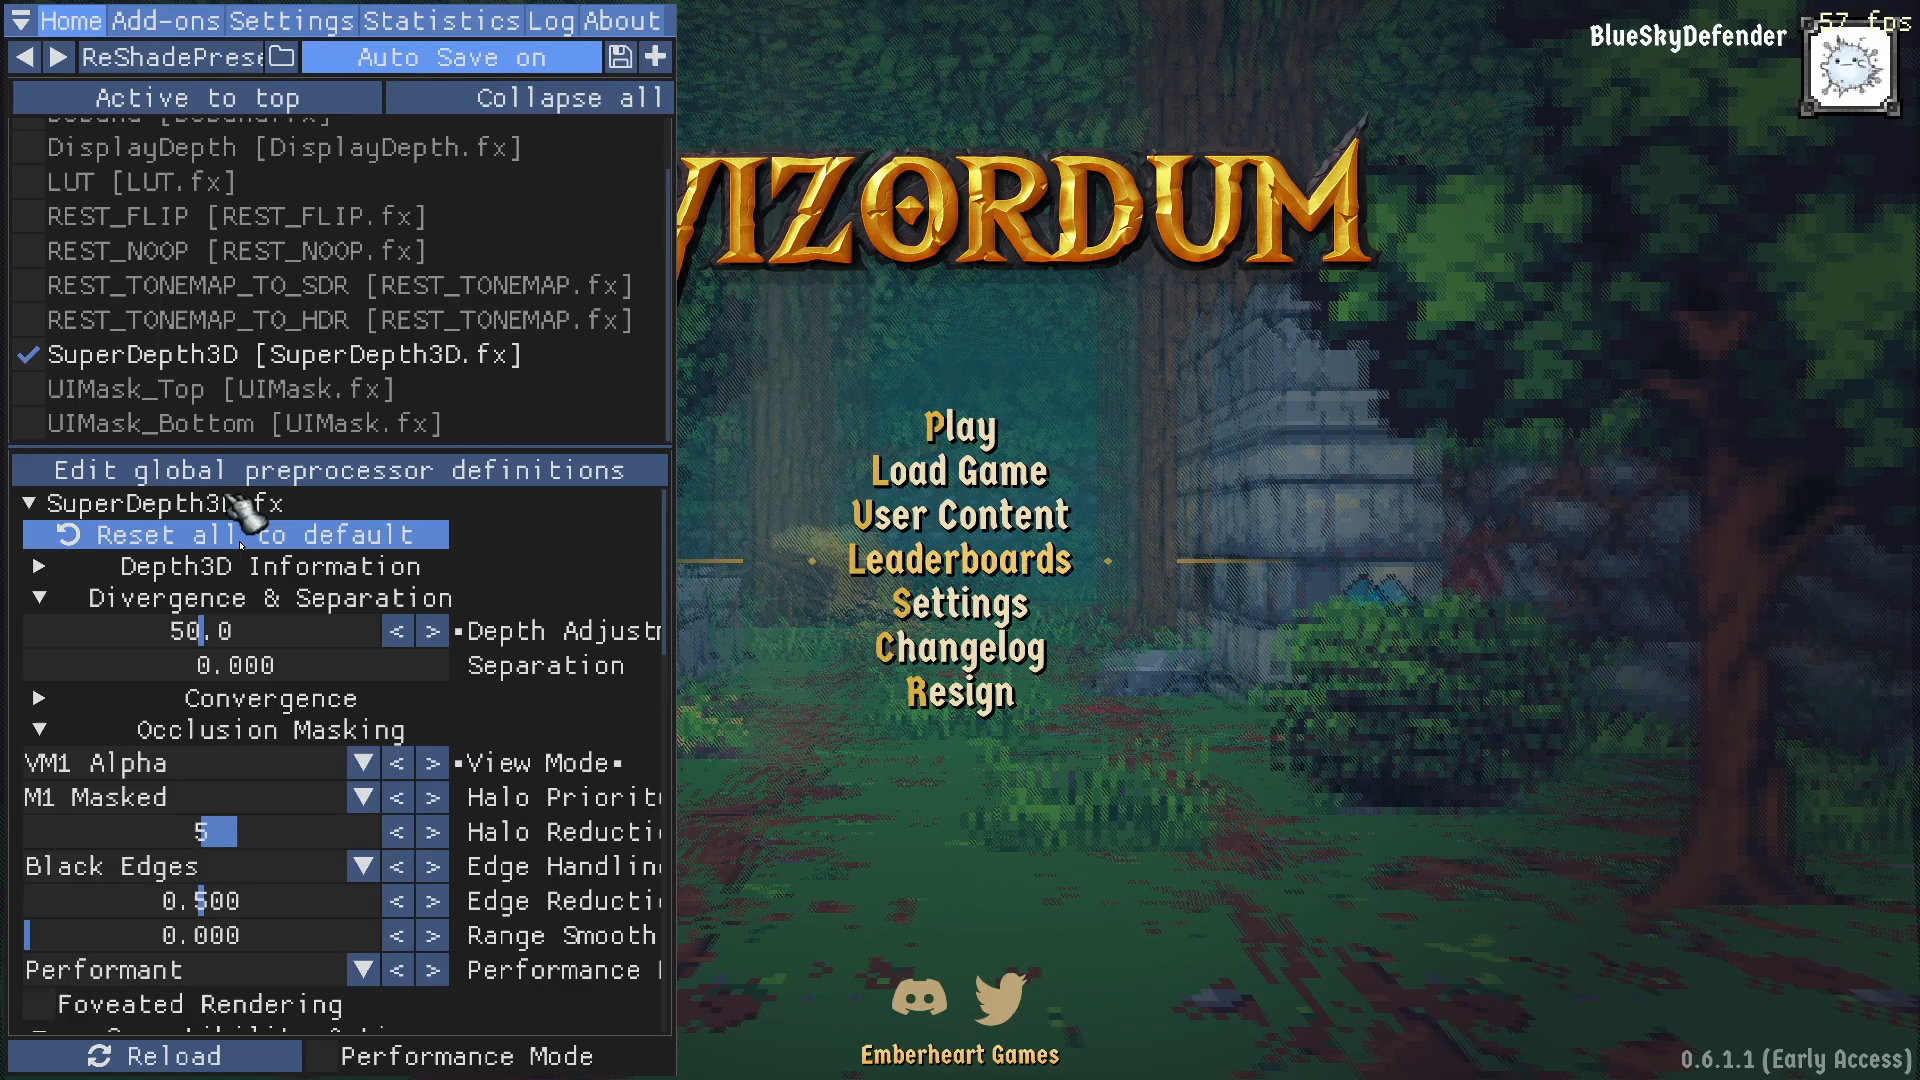 Home Add-ons Settings Statistics Log About
ReShadePrese Auto Save on
Active to top Collapse all
DisplayDepth [DisplayDepth.fx]
LUT [LUT.fx]
REST_FLIP [REST_FLIP.fx]
REST_NOOP [REST_NOOP.fx]
REST_TONEMAP_TO_SDR [REST_TONEMAP.fx]
REST_TONEMAP_TO_HDR [REST_TONEMAP.fx]
SuperDepth3D [SuperDepth3D.fx]
UIMask_Top [UIMask.fx]
UIMask_Bottom [UIMask.fx]
Edit global preprocessor definitions
Reset all to default
Depth3D Information
Divergence & Separation
50.0 < > ▪Depth Adjust
0.000 Separation
Convergence
Occlusion Masking
VM1 Alpha < > ▪View Mode▪
M1 Masked < > Halo Priorit
5 < > Halo Reducti
Black Edges < > Edge Handlin
0.500 < > Edge Reducti
0.000 < > Range Smooth
Performant < > Performance
Foveated Rendering
Reload Performance Mode
57 fps
BlueSkyDefender
WIZORDUM
Play
Load Game
User Content
Leaderboards
Settings
Changelog
Resign
Emberheart Games
0.6.1.1 (Early Access)